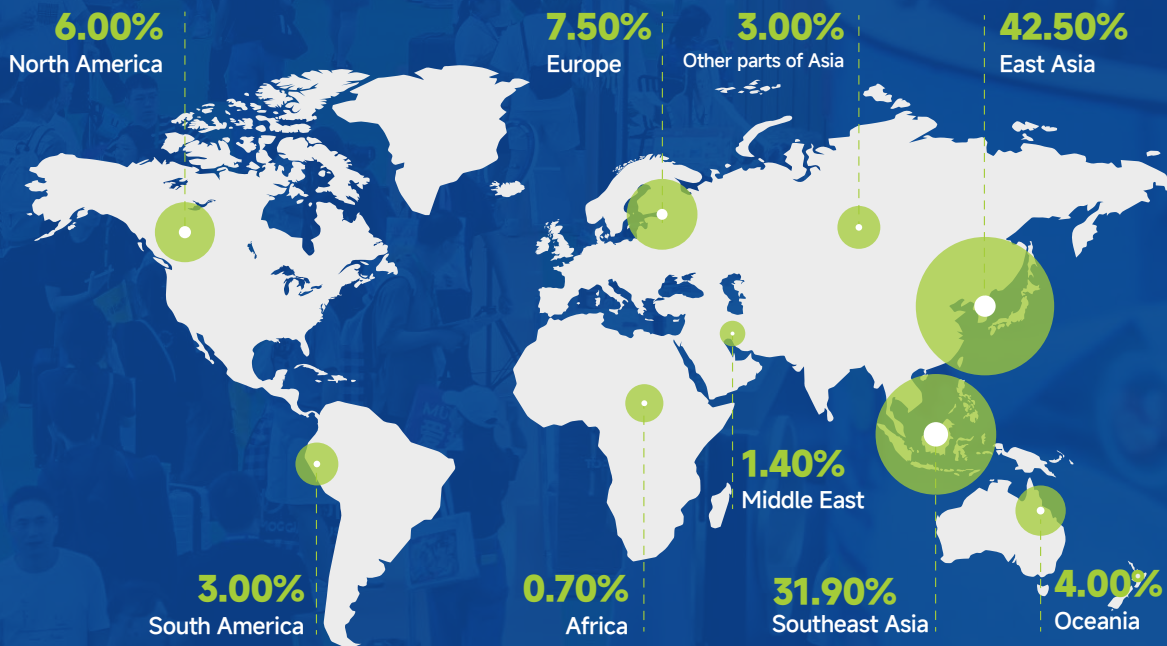 6.00%
North America
7.50%
Europe
3.00%
Other parts of Asia
42.50%
East Asia
1.40%
Middle East
3.00%
South America
0.70%
Africa
31.90%
Southeast Asia
4.00%
Oceania